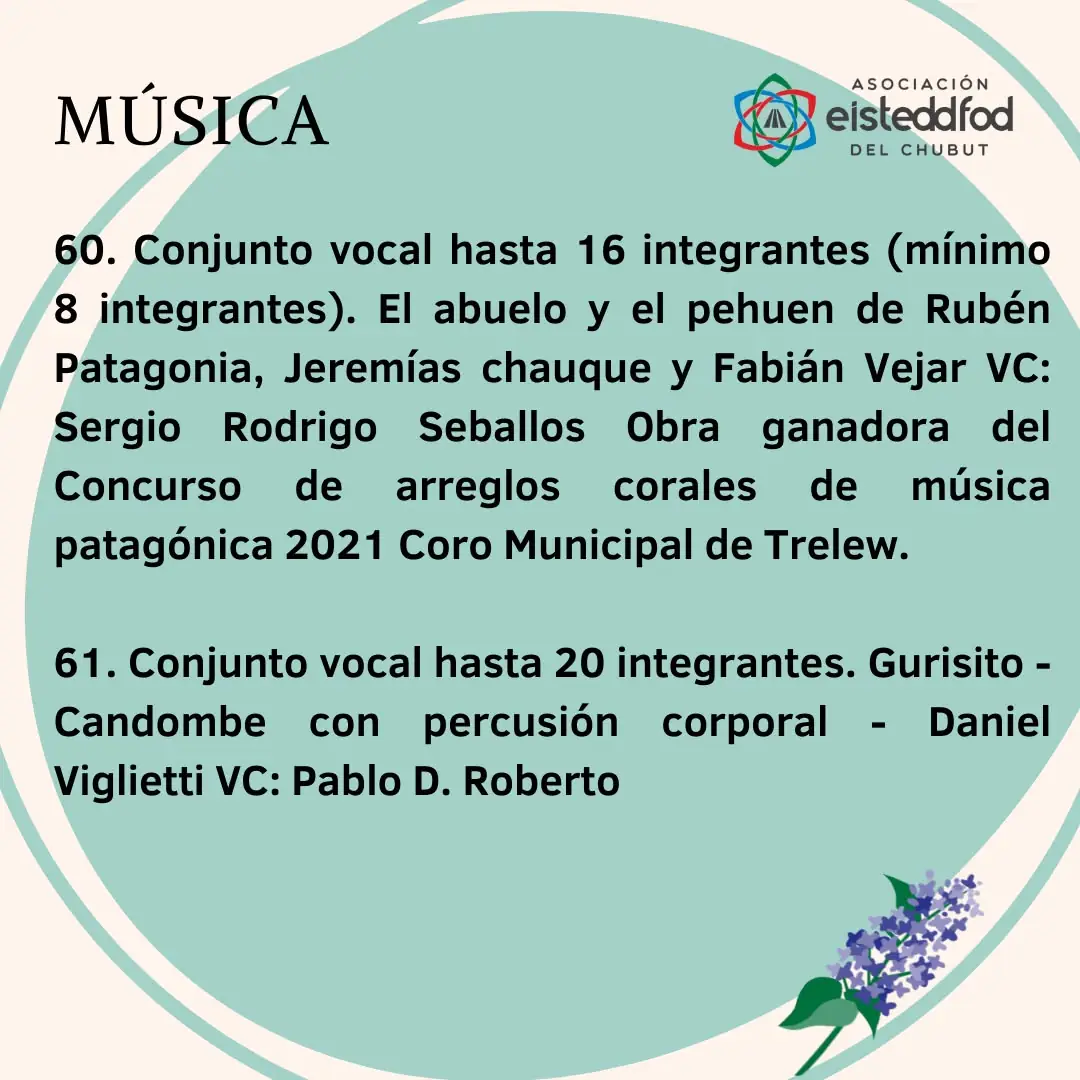 MÚSICA
ASOCIACIÓN
eisteddfod
DEL CHUBUT
60. Conjunto vocal hasta 16 integrantes (mínimo
8 integrantes). El abuelo y el pehuen de Rubén
Patagonia, Jeremías chauque y Fabián Vejar VC:
Sergio Rodrigo Seballos Obra ganadora del
Concurso de arreglos corales de música
patagónica 2021 Coro Municipal de Trelew.
61. Conjunto vocal hasta 20 integrantes. Gurisito -
Candombe con percusión corporal - Daniel
Viglietti VC: Pablo D. Roberto